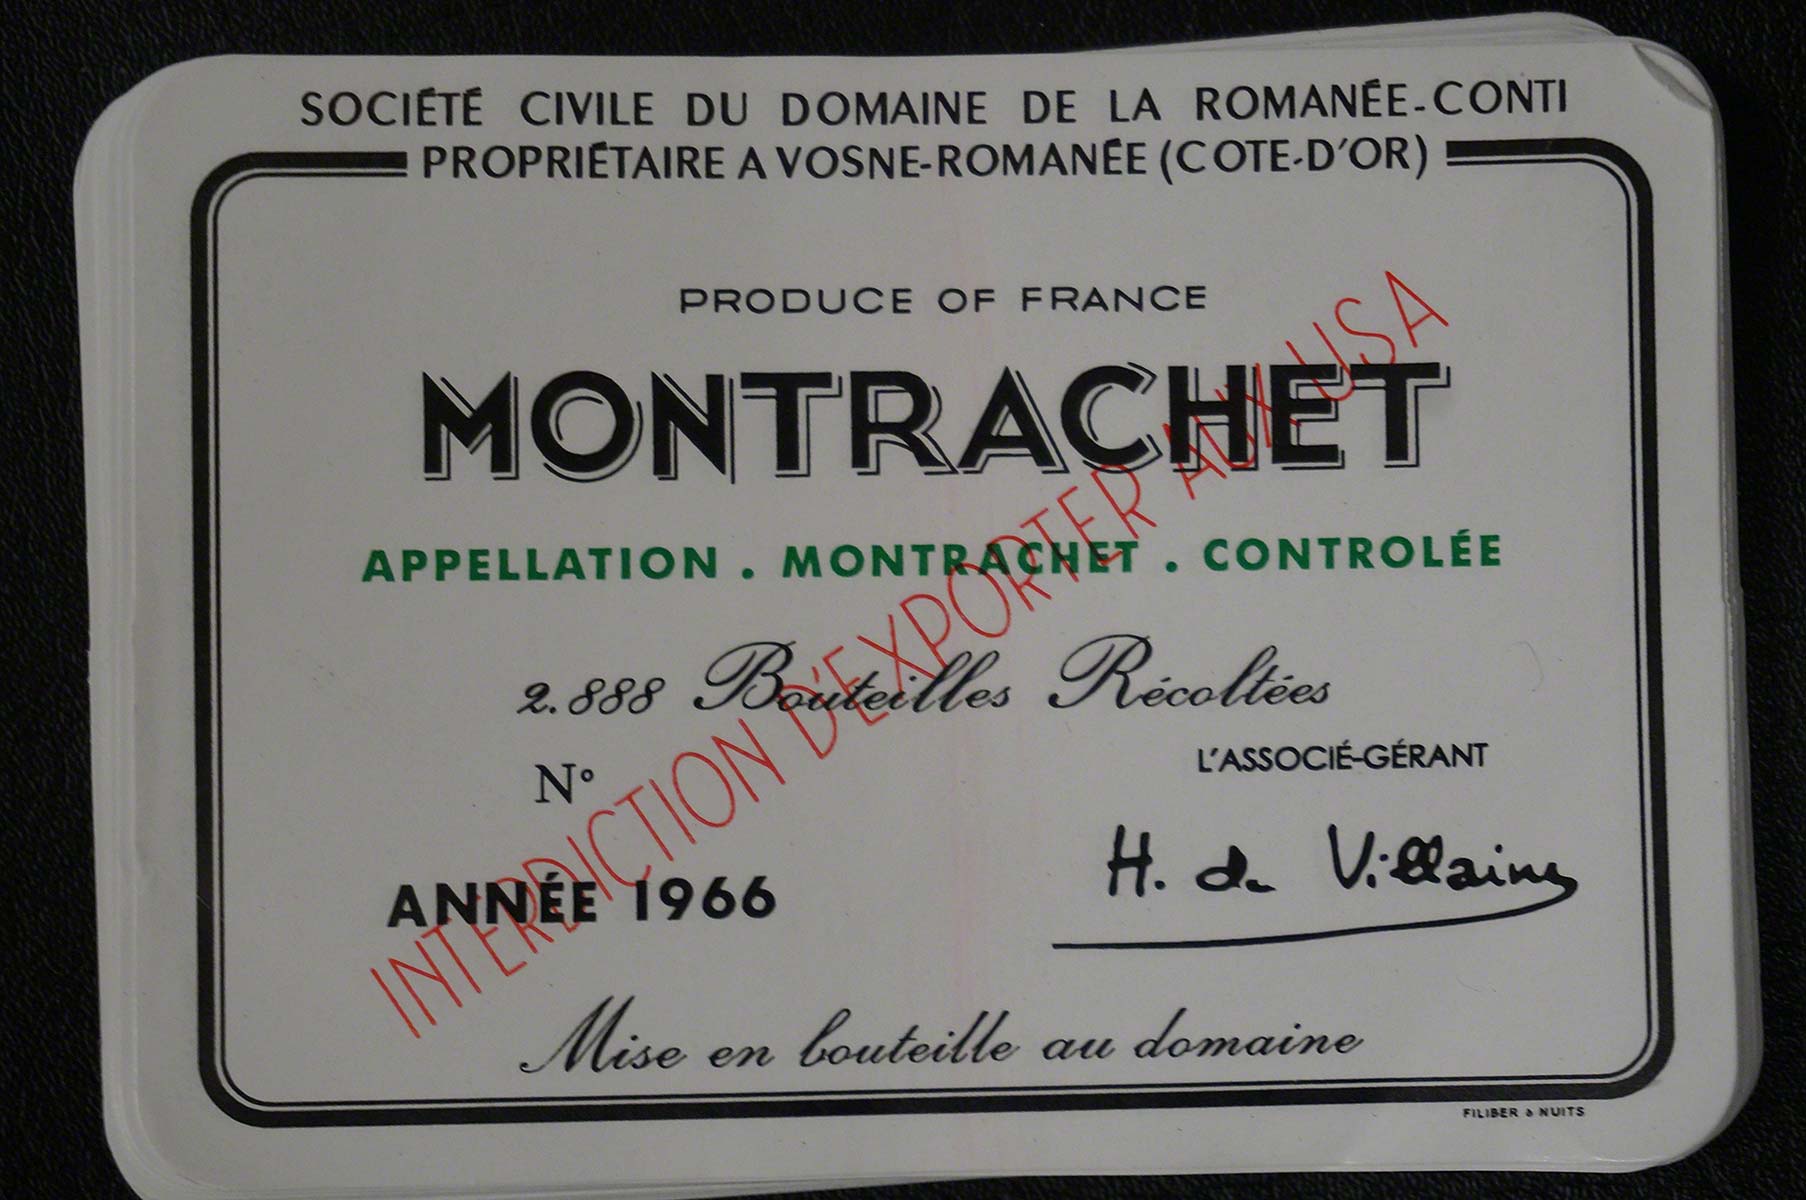 SOCIÉTÉ CIVILE DU DOMAINE DE LA ROMANÉE-CONTI
PROPRIÉTAIRE A VOSNE-ROMANÉE (COTE-D'OR)
PRODUCE OF FRANCE
MONTRACHET
INTERDICTION D'EXPORTER AUX USA
APPELLATION . MONTRACHET . CONTROLÉE
2.888 Bouteilles Récoltées
L'ASSOCIÉ-GÉRANT
N°
H. de Villaine
ANNÉE 1966
Mise en bouteille au domaine
FILIBER à NUITS